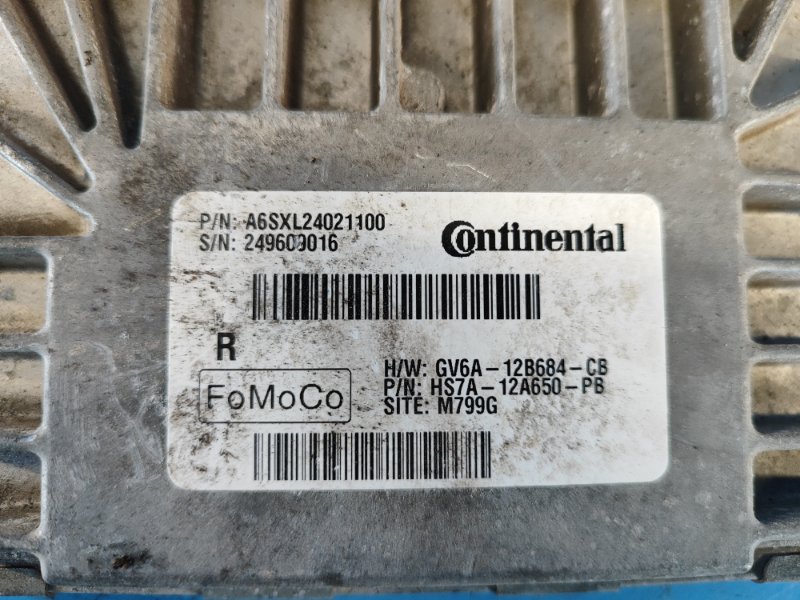 P/N: A6SXL24021100
S/N: 249609016
Continental
R
FoMoCo
H/W: GV6A-12B684-CB
P/N: HS7A-12A650-PB
SITE: M799G